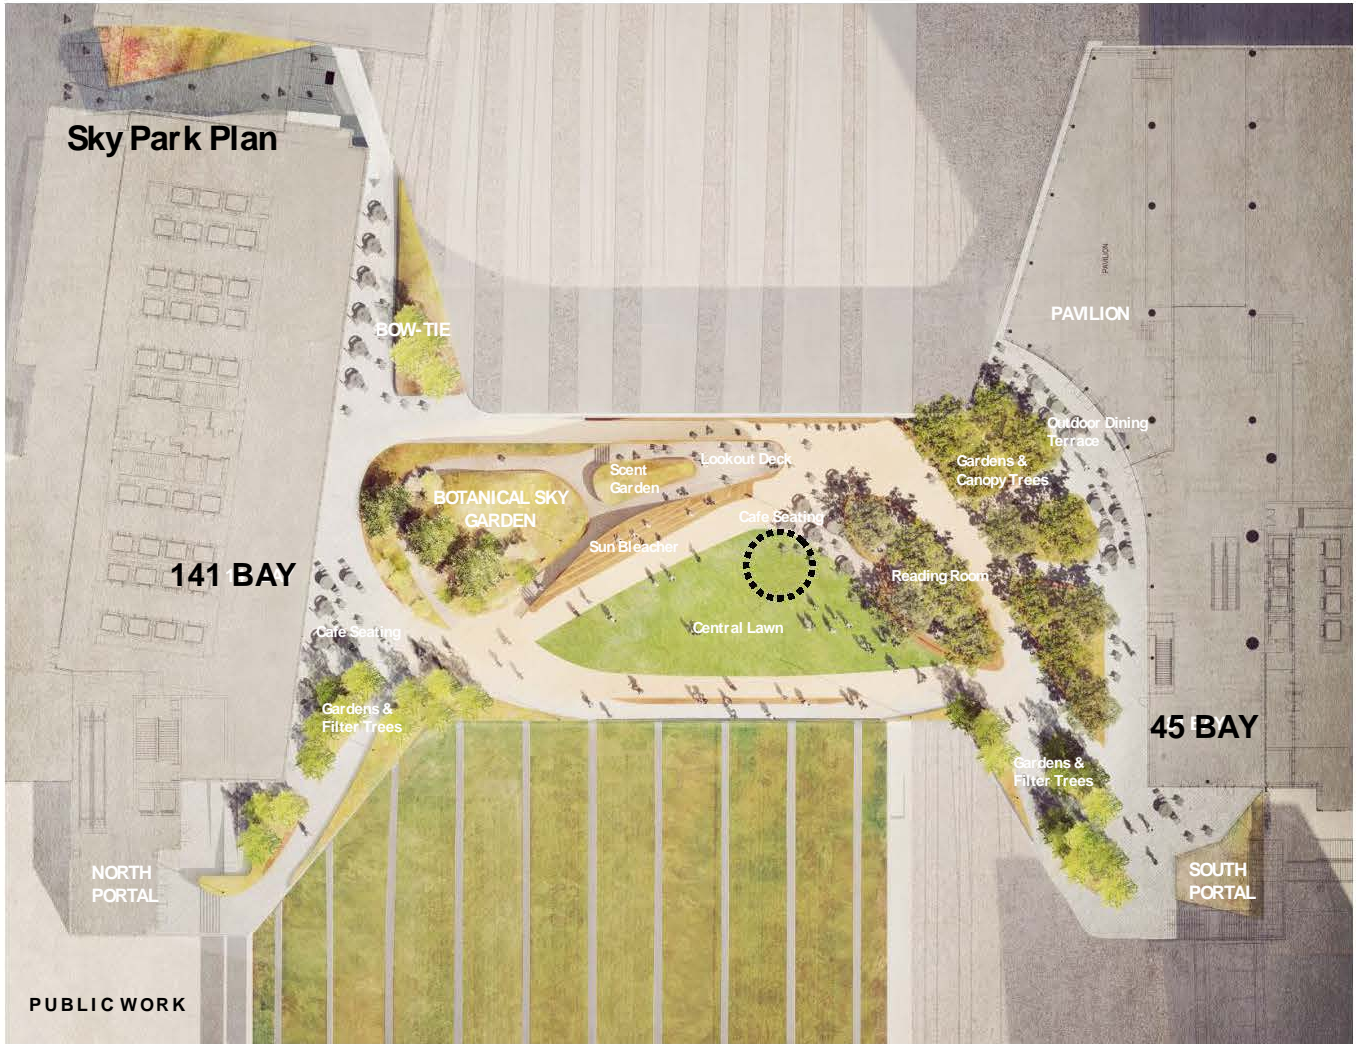 Sky Park Plan
PAVILION
BOW-TIE
PAVILION
Outdoor Dining
Terrace
Lookout Deck
Gardens &
Canopy Trees
Scent
Garden
BOTANICAL SKY
GARDEN
Cafe Seating
Sun Bleacher
141 BAY
Reading Room
Cafe Seating
Central Lawn
Gardens &
Filter Trees
45 BAY
Gardens &
Filter Trees
NORTH
PORTAL
SOUTH
PORTAL
PUBLIC WORK